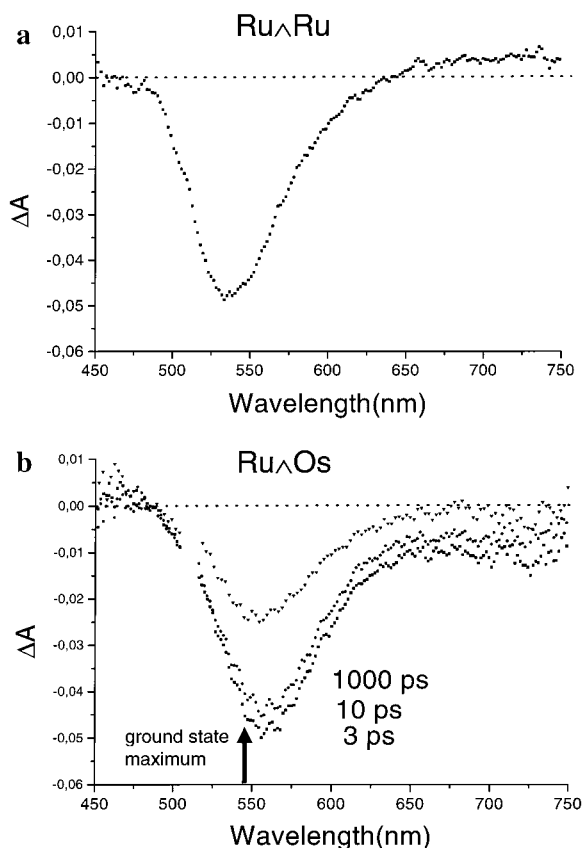 a
Ru∧Ru
0,01
0,00
-0,01
-0,02
-0,03
-0,04
-0,05
-0,06
ΔA
450 500 550 600 650 700 750
Wavelength(nm)
b
Ru∧Os
0,01
0,00
-0,01
-0,02
-0,03
-0,04
-0,05
-0,06
ΔA
1000 ps
10 ps
3 ps
ground state
maximum
450 500 550 600 650 700 750
Wavelength(nm)